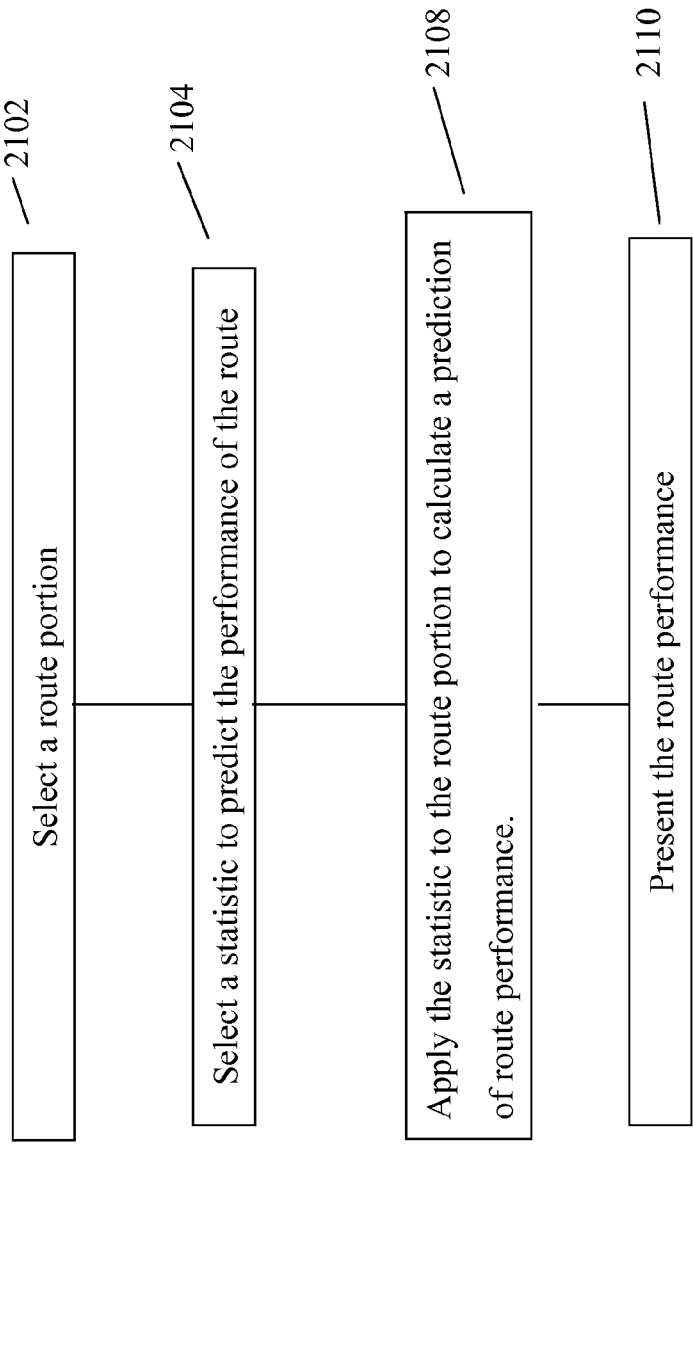 2102
Select a route portion
2104
Select a statistic to predict the performance of the route
2108
Apply the statistic to the route portion to calculate a prediction
of route performance.
2110
Present the route performance